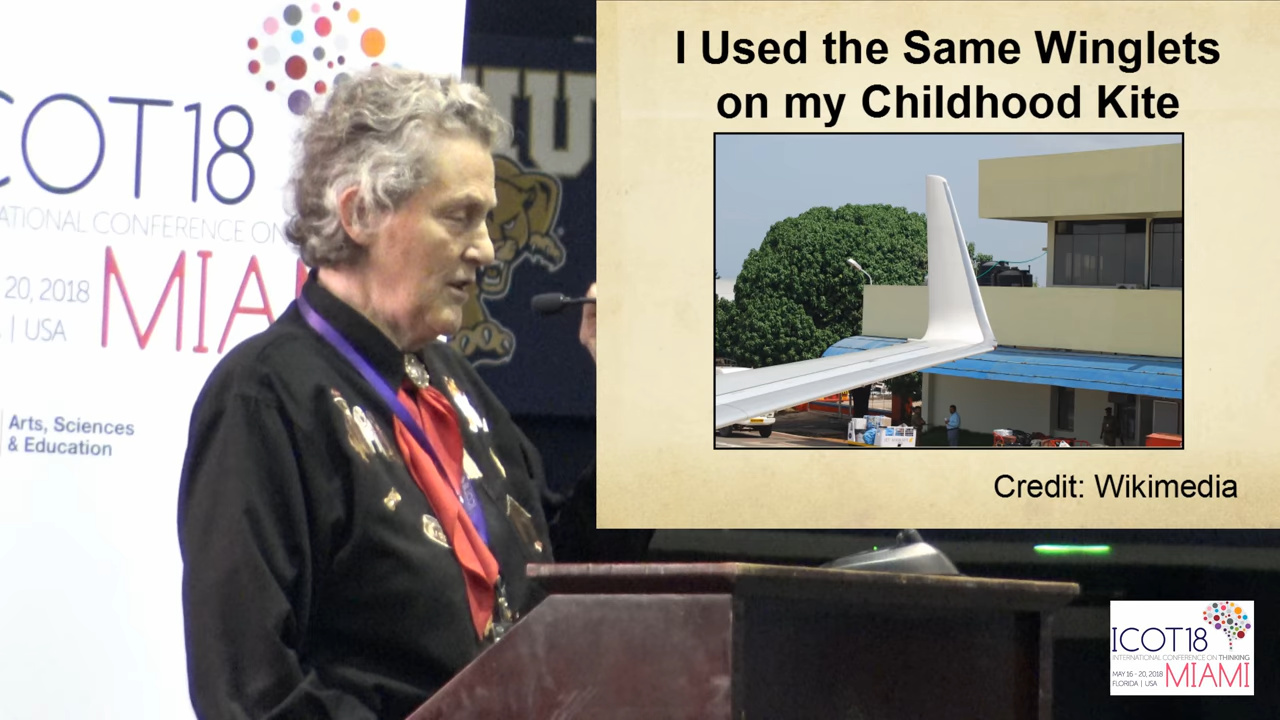 COT18
ATIONAL CONFERENCE ON
20, 2018
| USA
MIA
Arts, Sciences
& Education
I Used the Same Winglets
on my Childhood Kite
Credit: Wikimedia
ICOT18
INTERNATIONAL CONFERENCE ON THINKING
MAY 16 - 20, 2018
FLORIDA | USA
MIAMI